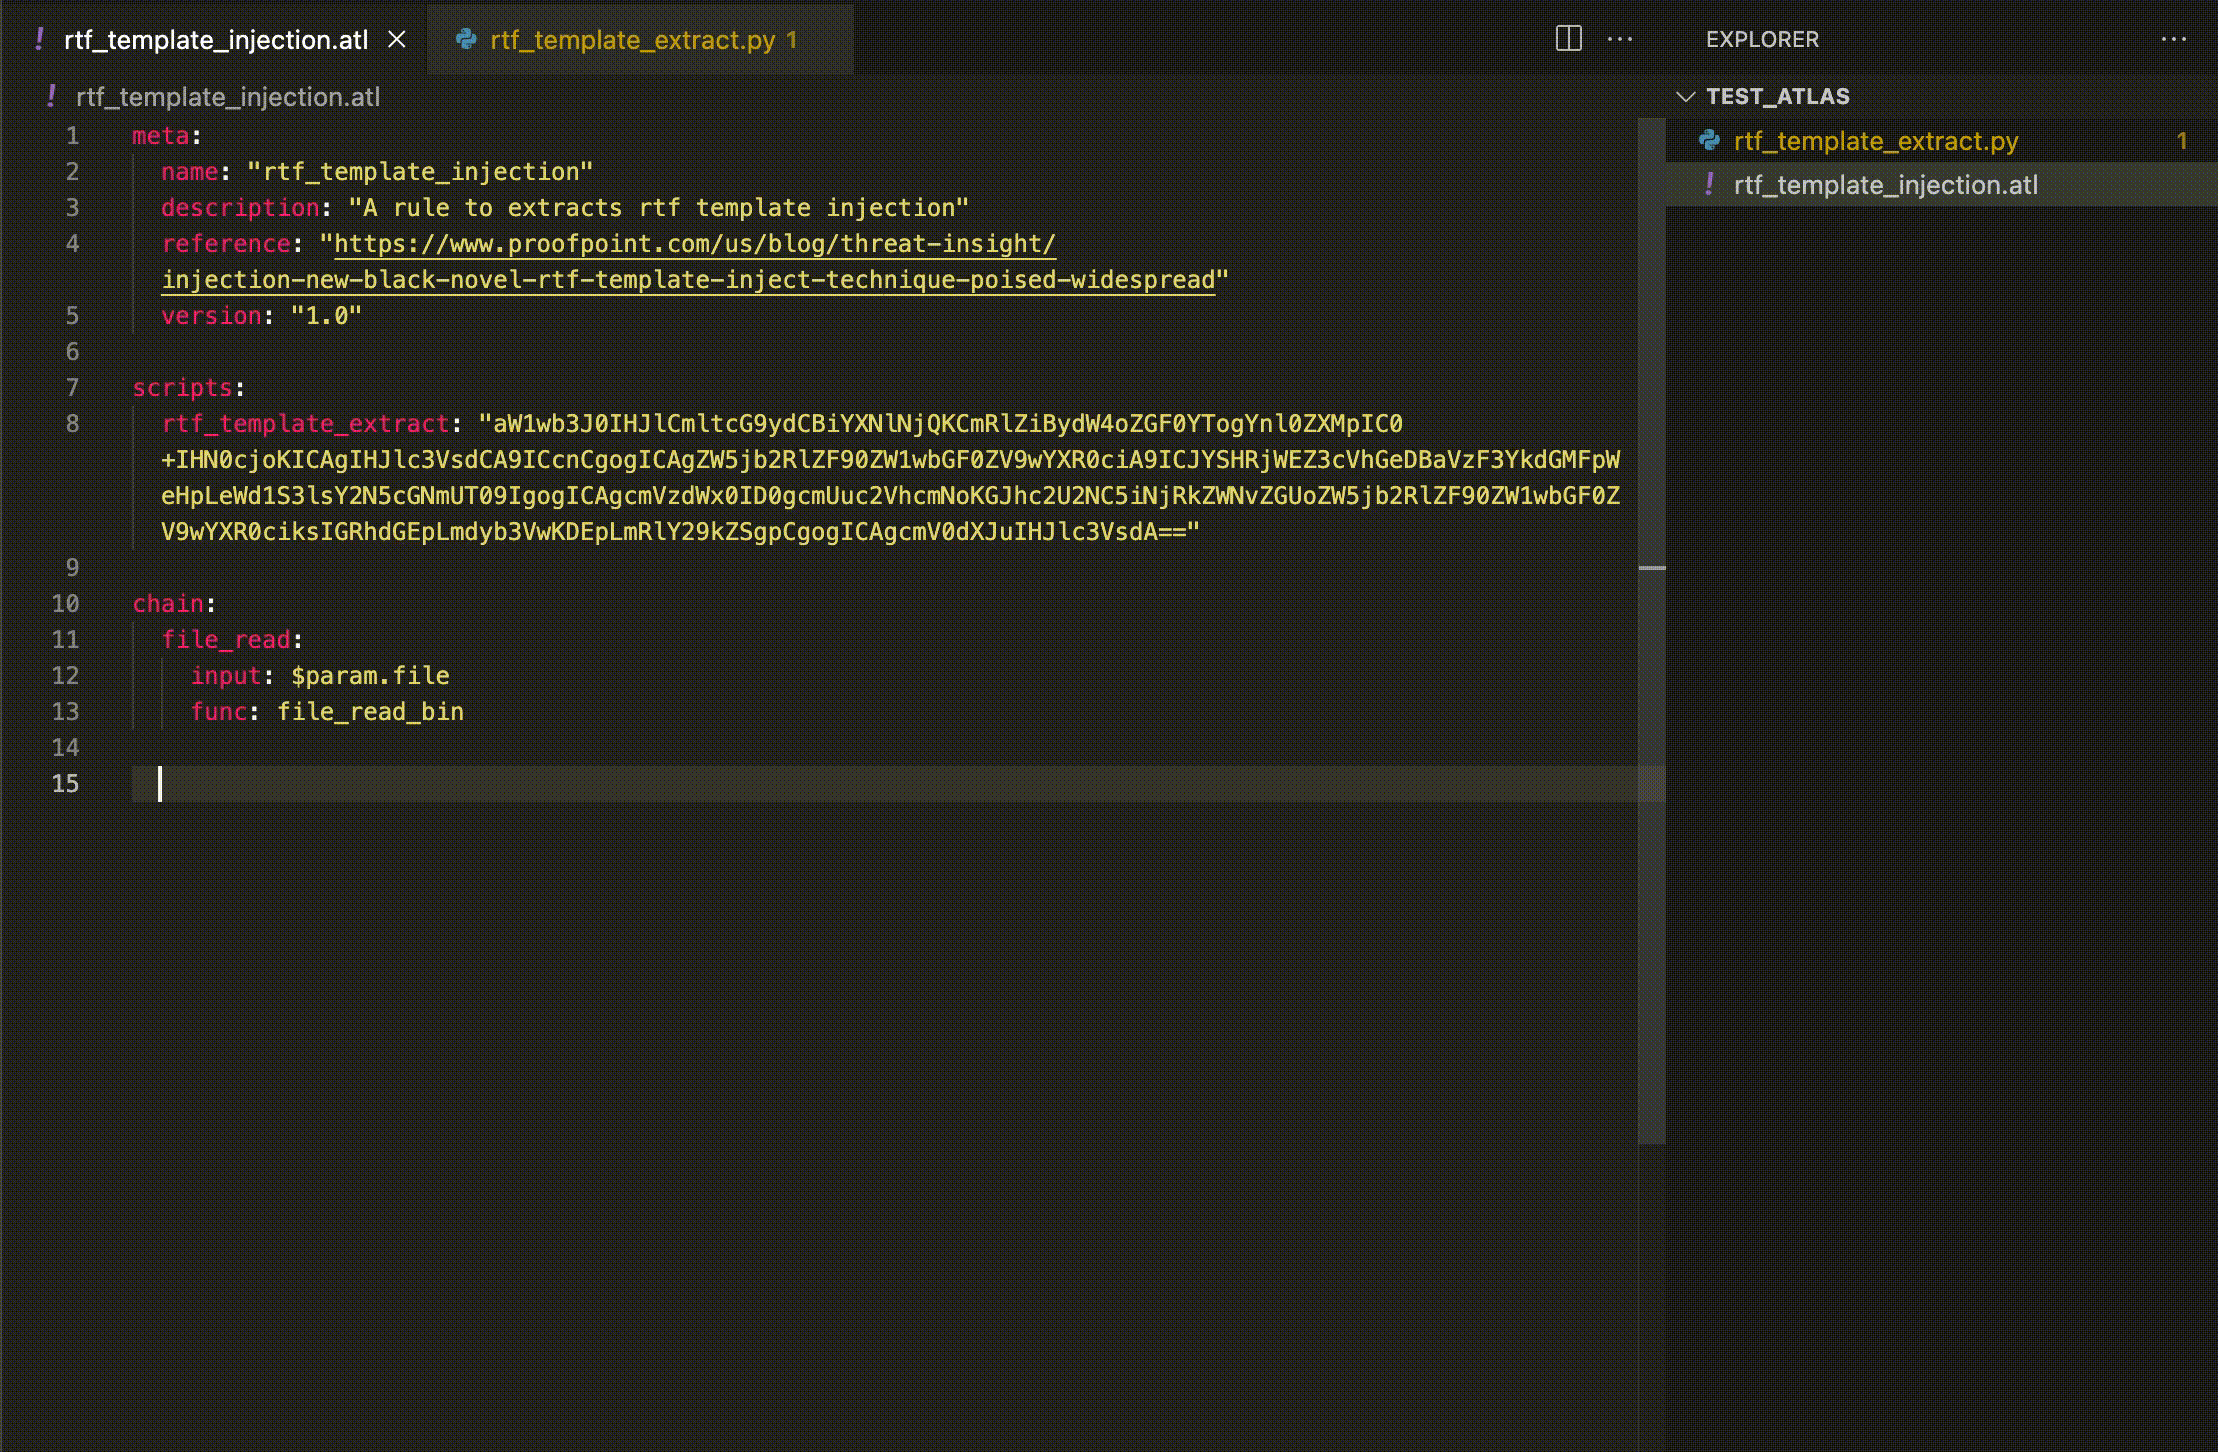 rtf_template_injection.atl
rtf_template_extract.py 1
EXPLORER
rtf_template_injection.atl
TEST_ATLAS
rtf_template_extract.py 1
rtf_template_injection.atl
1 meta:
2 name: "rtf_template_injection"
3 description: "A rule to extracts rtf template injection"
4 reference: "https://www.proofpoint.com/us/blog/threat-insight/
injection-new-black-novel-rtf-template-inject-technique-poised-widespread"
5 version: "1.0"
6
7 scripts:
8 rtf_template_extract: "aW1wb3J0IHJlCmltcG9ydCBiYXNlNjQKCmRlZiBydW4oZGF0YTogYnl0ZXMpIC0
+IHN0cjoKICAgIHJlc3VsdCA9ICcnCgogICAgZW5jb2RlZF90ZW1wbGF0ZV9wYXR0ciA9ICJYSHRjWEZ3cVhGeDBaVzF3YkdGMFpW
eHpLeWd1S3lsY2N5cGNmUT09IgogICAgcmVzdWx0ID0gcmUuc2VhcmNoKGJhc2U2NC5iNjRkZWNvZGUoZW5jb2RlZF90ZW1wbGF0Z
V9wYXR0ciksIGRhdGEpLmdyb3VwKDEpLmRlY29kZSgpCgogICAgcmV0dXJuIHJlc3VsdA=="
9
10 chain:
11 file_read:
12 input: $param.file
13 func: file_read_bin
14
15